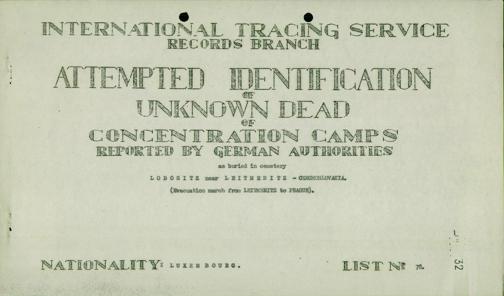 INTERNATIONAL TRACING SERVICE
RECORDS BRANCH
ATTEMPTED IDENTIFICATION
OF
UNKNOWN DEAD
OF
CONCENTRATION CAMPS
REPORTED BY GERMAN AUTHORITIES
as buried in cemetery
LOBOSITZ near LEITMERITZ - CZECHOSLOVAKIA.
(Evacuation march from LEITMERITZ to PRAGUE).
NATIONALITY: LUXEMBOURG.
LIST No
32